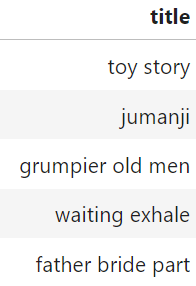 title
toy story
jumanji
grumpier old men
waiting exhale
father bride part